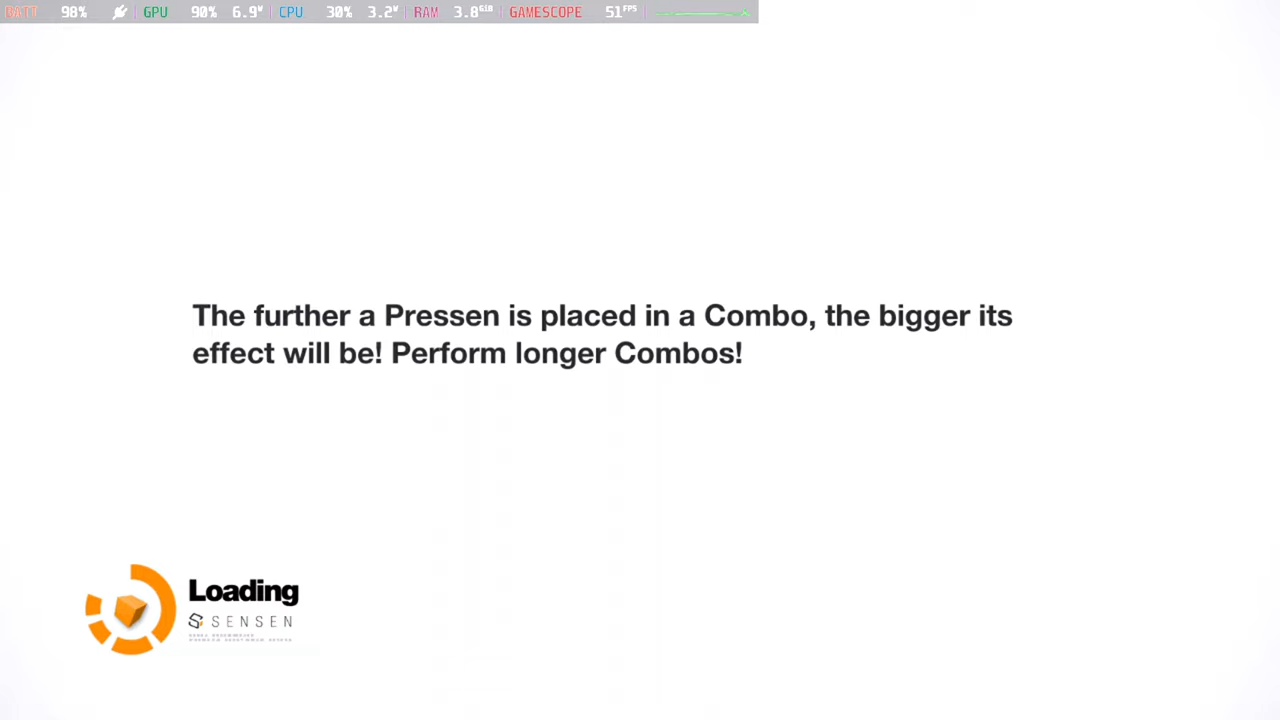 BATT 98% GPU 90% 6.9W CPU 30% 3.2W RAM 3.8GiB GAMESCOPE 51FPS
The further a Pressen is placed in a Combo, the bigger its
effect will be! Perform longer Combos!
Loading
SENSEN